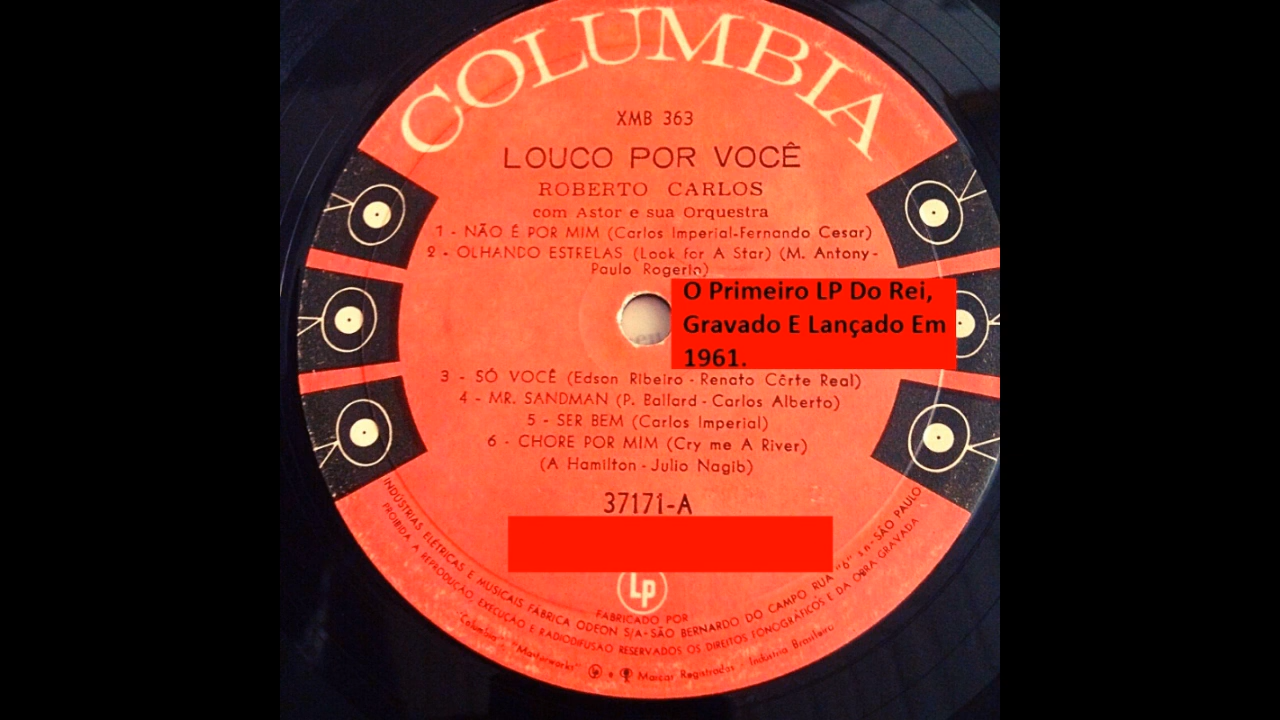 COLUMBIA
XMB 363
LOUCO POR VOCÊ
ROBERTO CARLOS
com Astor e sua Orquestra
1 - NÃO É POR MIM (Carlos Imperial-Fernando Cesar)
2 - OLHANDO ESTRELAS (Look for A Star) (M. Antony-
Paulo Rogerio)
O Primeiro LP Do Rei,
Gravado E Lançado Em
1961.
3 - SÓ VOCÊ (Edson Ribeiro - Renato Côrte Real)
4 - MR. SANDMAN (P. Ballard - Carlos Alberto)
5 - SER BEM (Carlos Imperial)
6 - CHORE POR MIM (Cry me A River)
(A Hamilton - Julio Nagib)
37171-A
Lp
FABRICADO POR
INDÚSTRIAS ELÉTRICAS E MUSICAIS FÁBRICA ODEON S/A - SÃO BERNARDO DO CAMPO RUA "6" s.n - SÃO PAULO
PROIBIDA A REPRODUÇÃO, EXECUÇÃO E RADIODIFUSÃO RESERVADOS OS DIREITOS FONOGRÁFICOS E DA OBRA GRAVADA
"Columbia" - "Masterworks" e Marcas Registradas - Industria Brasileira